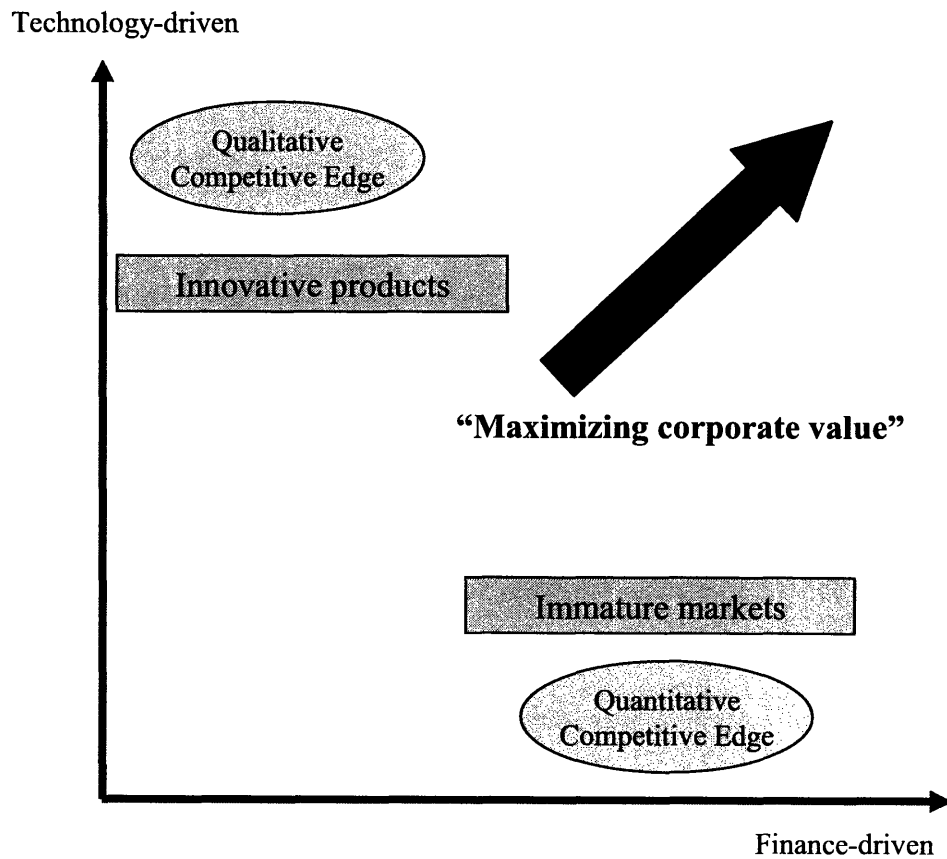 Technology-driven
Qualitative
Competitive Edge
Innovative products
“Maximizing corporate value”
Immature markets
Quantitative
Competitive Edge
Finance-driven